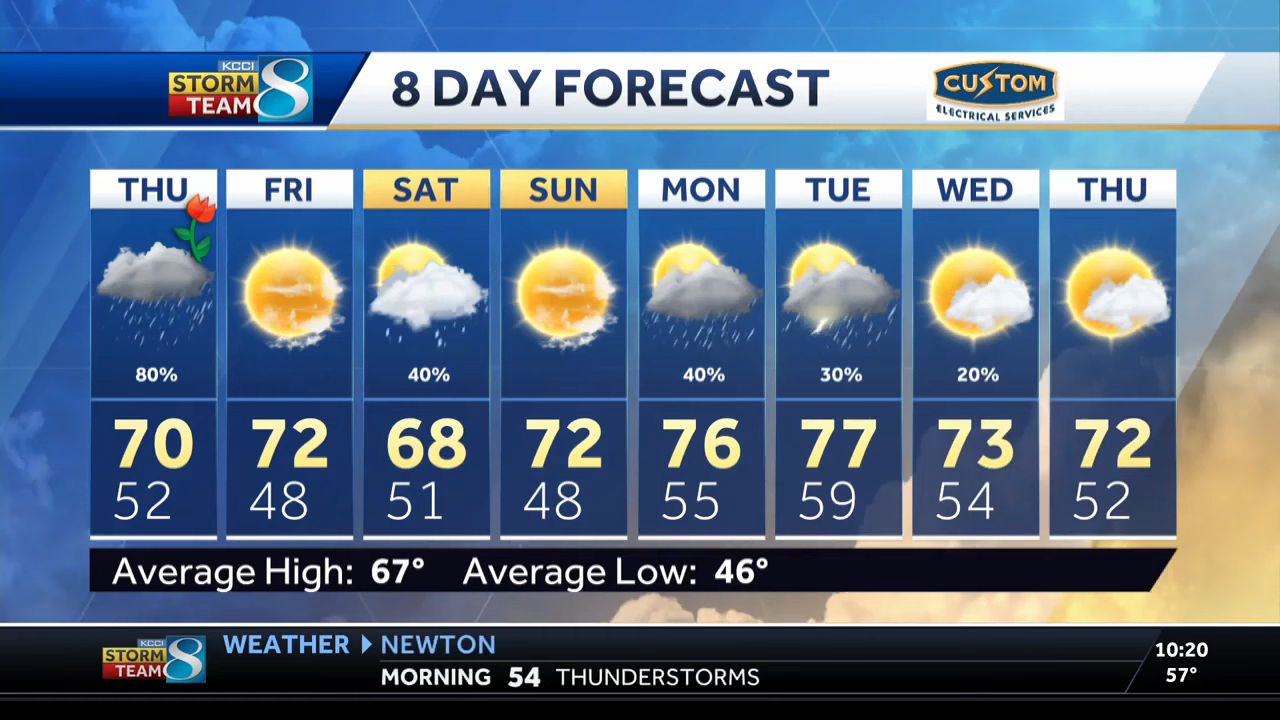 KCCI
STORM
TEAM 8
8 DAY FORECAST
CUSTOM
ELECTRICAL SERVICES
THU FRI SAT SUN MON TUE WED THU
80% 40% 40% 30% 20%
70 72 68 72 76 77 73 72
52 48 51 48 55 59 54 52
Average High: 67° Average Low: 46°
KCCI
STORM
TEAM 8
WEATHER NEWTON
MORNING 54 THUNDERSTORMS
10:20
57°